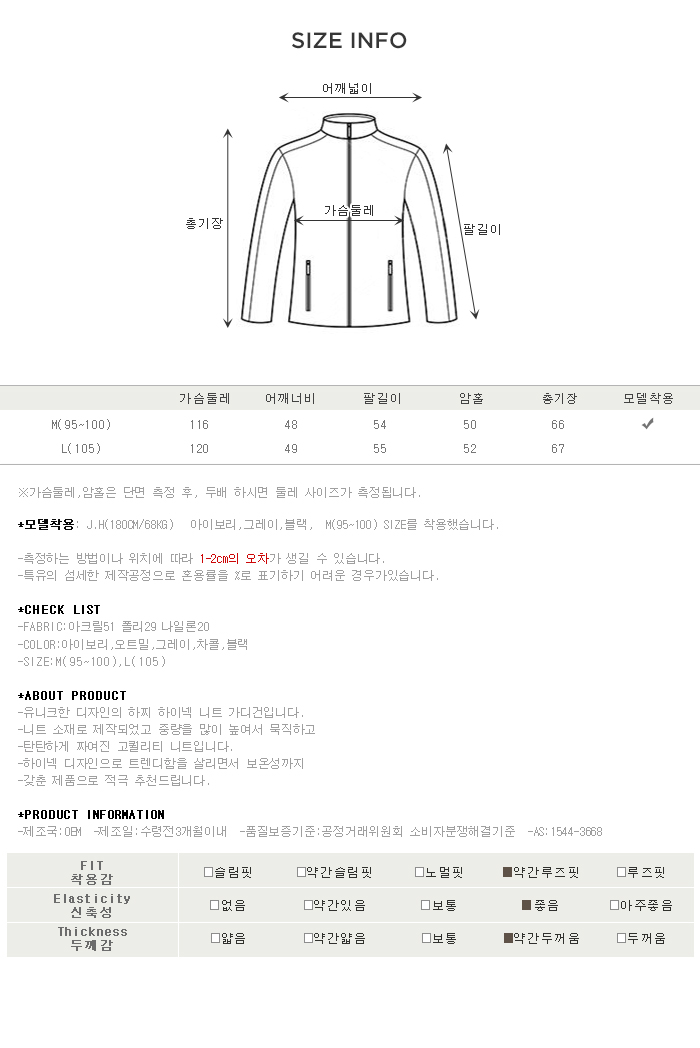 SIZE INFO
어깨넓이
총기장
가슴둘레
팔길이
가슴둘레 어깨너비 팔길이 암홀 총기장 모델착용
M(95~100) 116 48 54 50 66
L(105) 120 49 55 52 67
※가슴둘레,암홀은 단면 측정 후, 두배 하시면 둘레 사이즈가 측정됩니다.
*모델착용: J.H(180CM/68KG) 아이보리,그레이,블랙, M(95~100) SIZE를 착용했습니다.
-측정하는 방법이나 위치에 따라 1-2cm의 오차가 생길 수 있습니다.
-특유의 섬세한 제작공정으로 혼용률을 %로 표기하기 어려운 경우가있습니다.
*CHECK LIST
-FABRIC:아크릴51 폴리29 나일론20
-COLOR:아이보리,오트밀,그레이,차콜,블랙
-SIZE:M(95~100),L(105)
*ABOUT PRODUCT
-유니크한 디자인의 하찌 하이넥 니트 가디건입니다.
-니트 소재로 제작되었고 중량을 많이 높여서 묵직하고
-탄탄하게 짜여진 고퀄리티 니트입니다.
-하이넥 디자인으로 트렌디함을 살리면서 보온성까지
-갖춘 제품으로 적극 추천드립니다.
*PRODUCT INFORMATION
-제조국:OEM -제조일:수령전3개월이내 -품질보증기준:공정거래위원회 소비자분쟁해결기준 -AS:1544-3668
FIT
착용감 □슬림핏 □약간슬림핏 □노멀핏 ■약간루즈핏 □루즈핏
Elasticity
신축성 □없음 □약간있음 □보통 ■좋음 □아주좋음
Thickness
두께감 □얇음 □약간얇음 □보통 ■약간두꺼움 □두꺼움